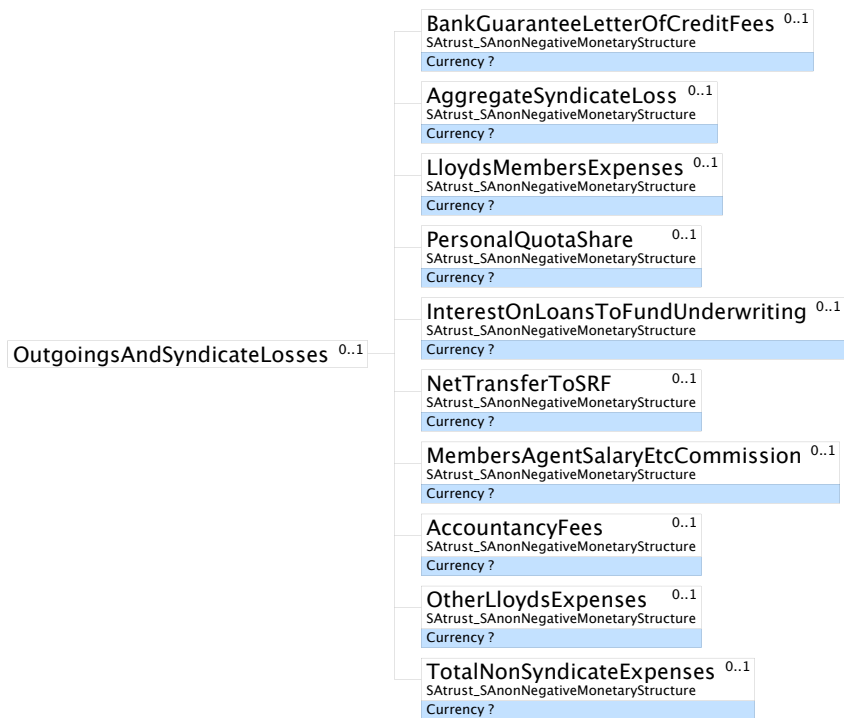 BankGuaranteeLetterOfCreditFees 0..1
SAtrust_SAnonNegativeMonetaryStructure
Currency ?
AggregateSyndicateLoss 0..1
SAtrust_SAnonNegativeMonetaryStructure
Currency ?
LloydsMembersExpenses 0..1
SAtrust_SAnonNegativeMonetaryStructure
Currency ?
PersonalQuotaShare 0..1
SAtrust_SAnonNegativeMonetaryStructure
Currency ?
InterestOnLoansToFundUnderwriting 0..1
SAtrust_SAnonNegativeMonetaryStructure
Currency ?
OutgoingsAndSyndicateLosses 0..1
NetTransferToSRF 0..1
SAtrust_SAnonNegativeMonetaryStructure
Currency ?
MembersAgentSalaryEtcCommission 0..1
SAtrust_SAnonNegativeMonetaryStructure
Currency ?
AccountancyFees 0..1
SAtrust_SAnonNegativeMonetaryStructure
Currency ?
OtherLloydsExpenses 0..1
SAtrust_SAnonNegativeMonetaryStructure
Currency ?
TotalNonSyndicateExpenses 0..1
SAtrust_SAnonNegativeMonetaryStructure
Currency ?